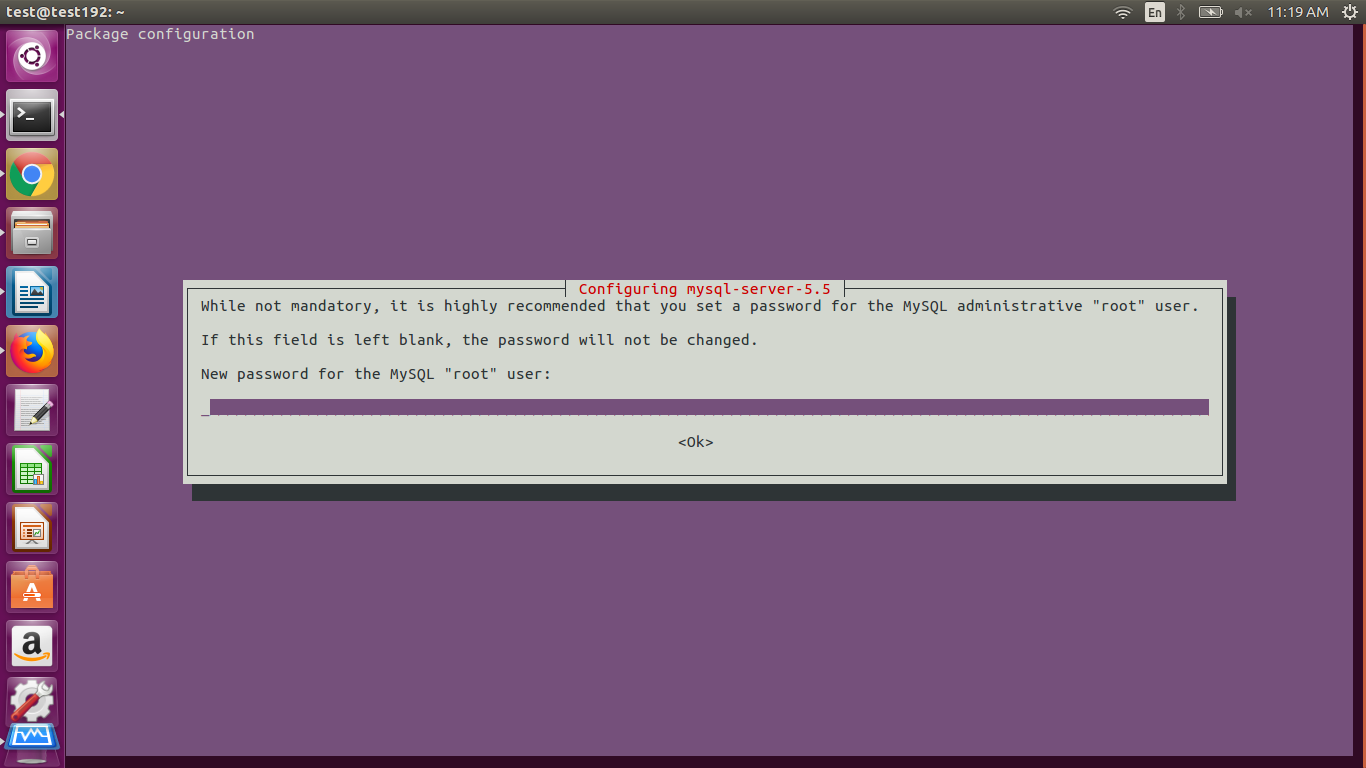 test@test192: ~
En
11:19 AM
Package configuration
Configuring mysql-server-5.5
While not mandatory, it is highly recommended that you set a password for the MySQL administrative "root" user.
If this field is left blank, the password will not be changed.
New password for the MySQL "root" user:
<Ok>